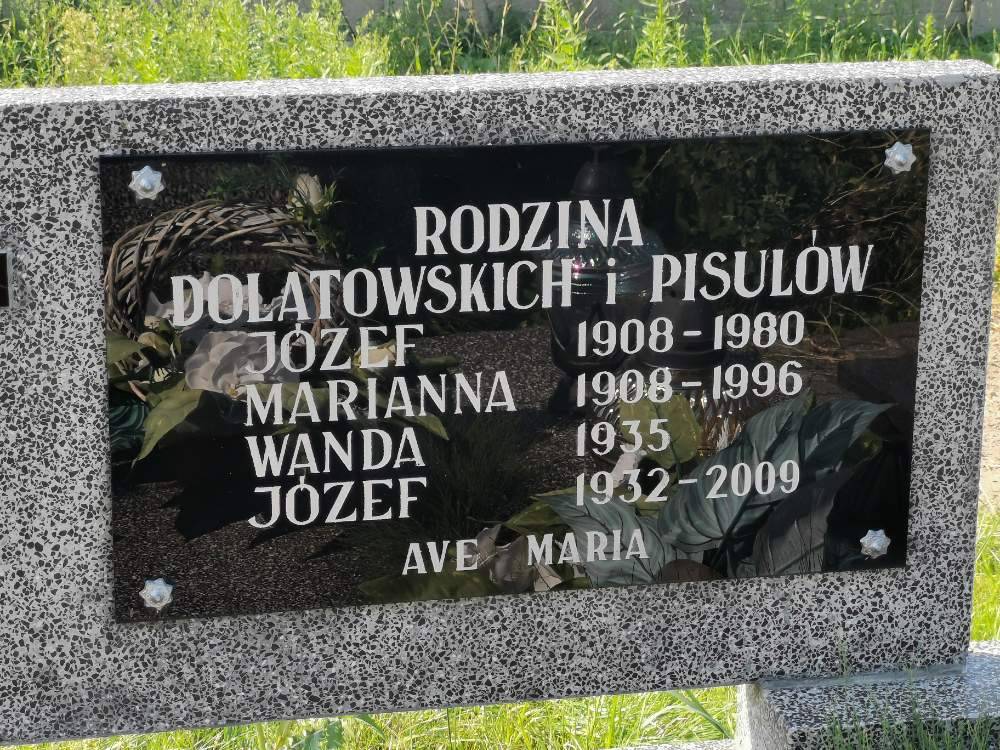 RODZINA
DOLATOWSKICH i PISULÓW
JÓZEF 1908-1980
MARIANNA 1908-1996
WANDA 1935
JÓZEF 1932-2009
AVE MARIA